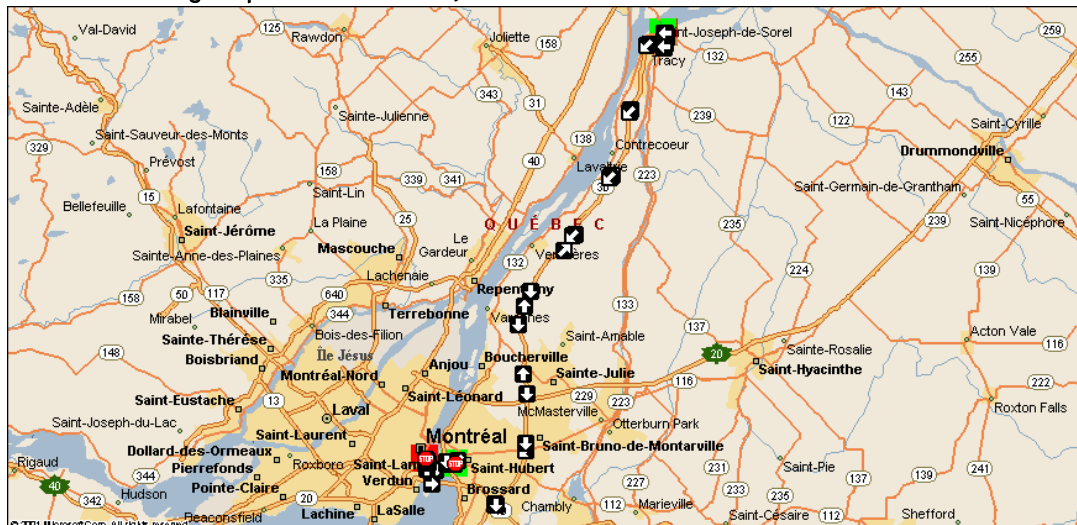 Val-David
125
Rawdon
Joliette
158
Joseph-de-Sorel
259
Tracy
132
255
Sainte-Adèle
343
31
143
Sainte-Julienne
239
122
Saint-Cyrille
Saint-Sauveur-des-Monts
138
329
Contrecoeur
Drummondville
Prévost
40
158
Lavaltrie
30
223
339
341
Saint-Lin
Saint-Germain-de-Grantham
55
15
Bellefeuille
Lafontaine
La Plaine
25
QUÉBEC
235
239
Saint-Nicéphore
Saint-Jérôme
Mascouche
Le Gardeur
Sainte-Anne-des-Plaines
132
Lachenaie
224
139
335
158
50
117
640
Repentigny
133
Blainville
344
Terrebonne
Mirabel
Varennes
137
Bois-des-Filion
Saint-Amable
Acton Vale
Sainte-Thérèse
Sainte-Rosalie
116
148
Boisbriand
Île Jésus
Anjou
Boucherville
20
Saint-Hyacinthe
Montréal-Nord
Sainte-Julie
116
222
Saint-Eustache
13
Saint-Léonard
229
223
Roxton Falls
Laval
McMasterville
Saint-Joseph-du-Lac
Otterburn Park
Saint-Laurent
Montréal
Saint-Bruno-de-Montarville
Dollard-des-Ormeaux
Roxboro
STOP
STOP
Saint-Hubert
Saint-Pie
Rigaud
Pierrefonds
344
231
233
139
241
40
Verdun
227
Pointe-Claire
Brossard
342
Hudson
20
235
137
Lachine
LaSalle
Chambly
112
Marieville
Saint-Césaire
112
Shefford
Beaconsfield